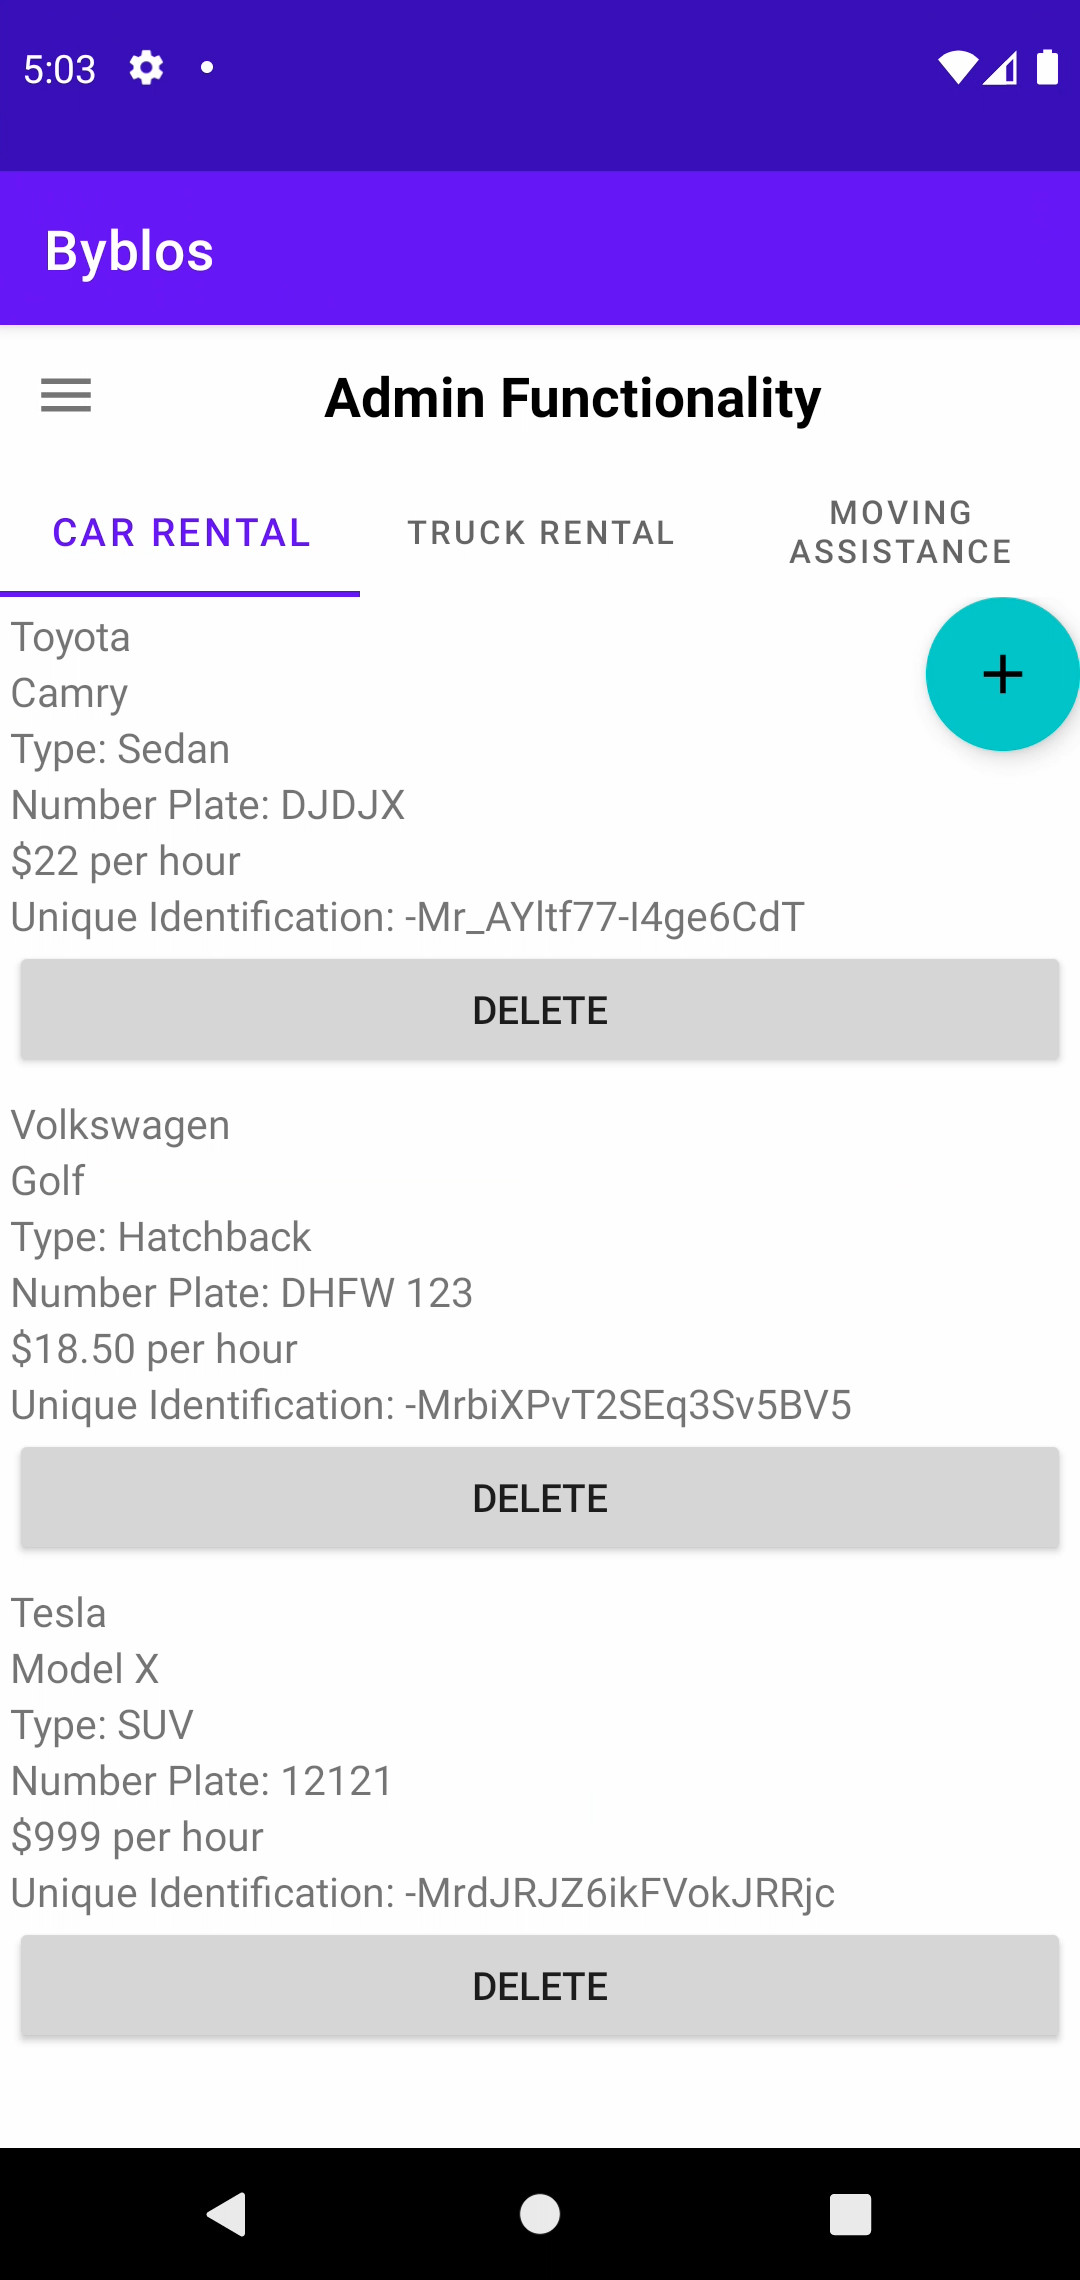 5:03
Byblos
Admin Functionality
CAR RENTAL
TRUCK RENTAL
MOVING
ASSISTANCE
Toyota
Camry
Type: Sedan
Number Plate: DJDJX
$22 per hour
Unique Identification: -Mr_AYltf77-I4ge6CdT
DELETE
Volkswagen
Golf
Type: Hatchback
Number Plate: DHFW 123
$18.50 per hour
Unique Identification: -MrbiXPvT2SEq3Sv5BV5
DELETE
Tesla
Model X
Type: SUV
Number Plate: 12121
$999 per hour
Unique Identification: -MrdJRJZ6ikFVokJRRjc
DELETE